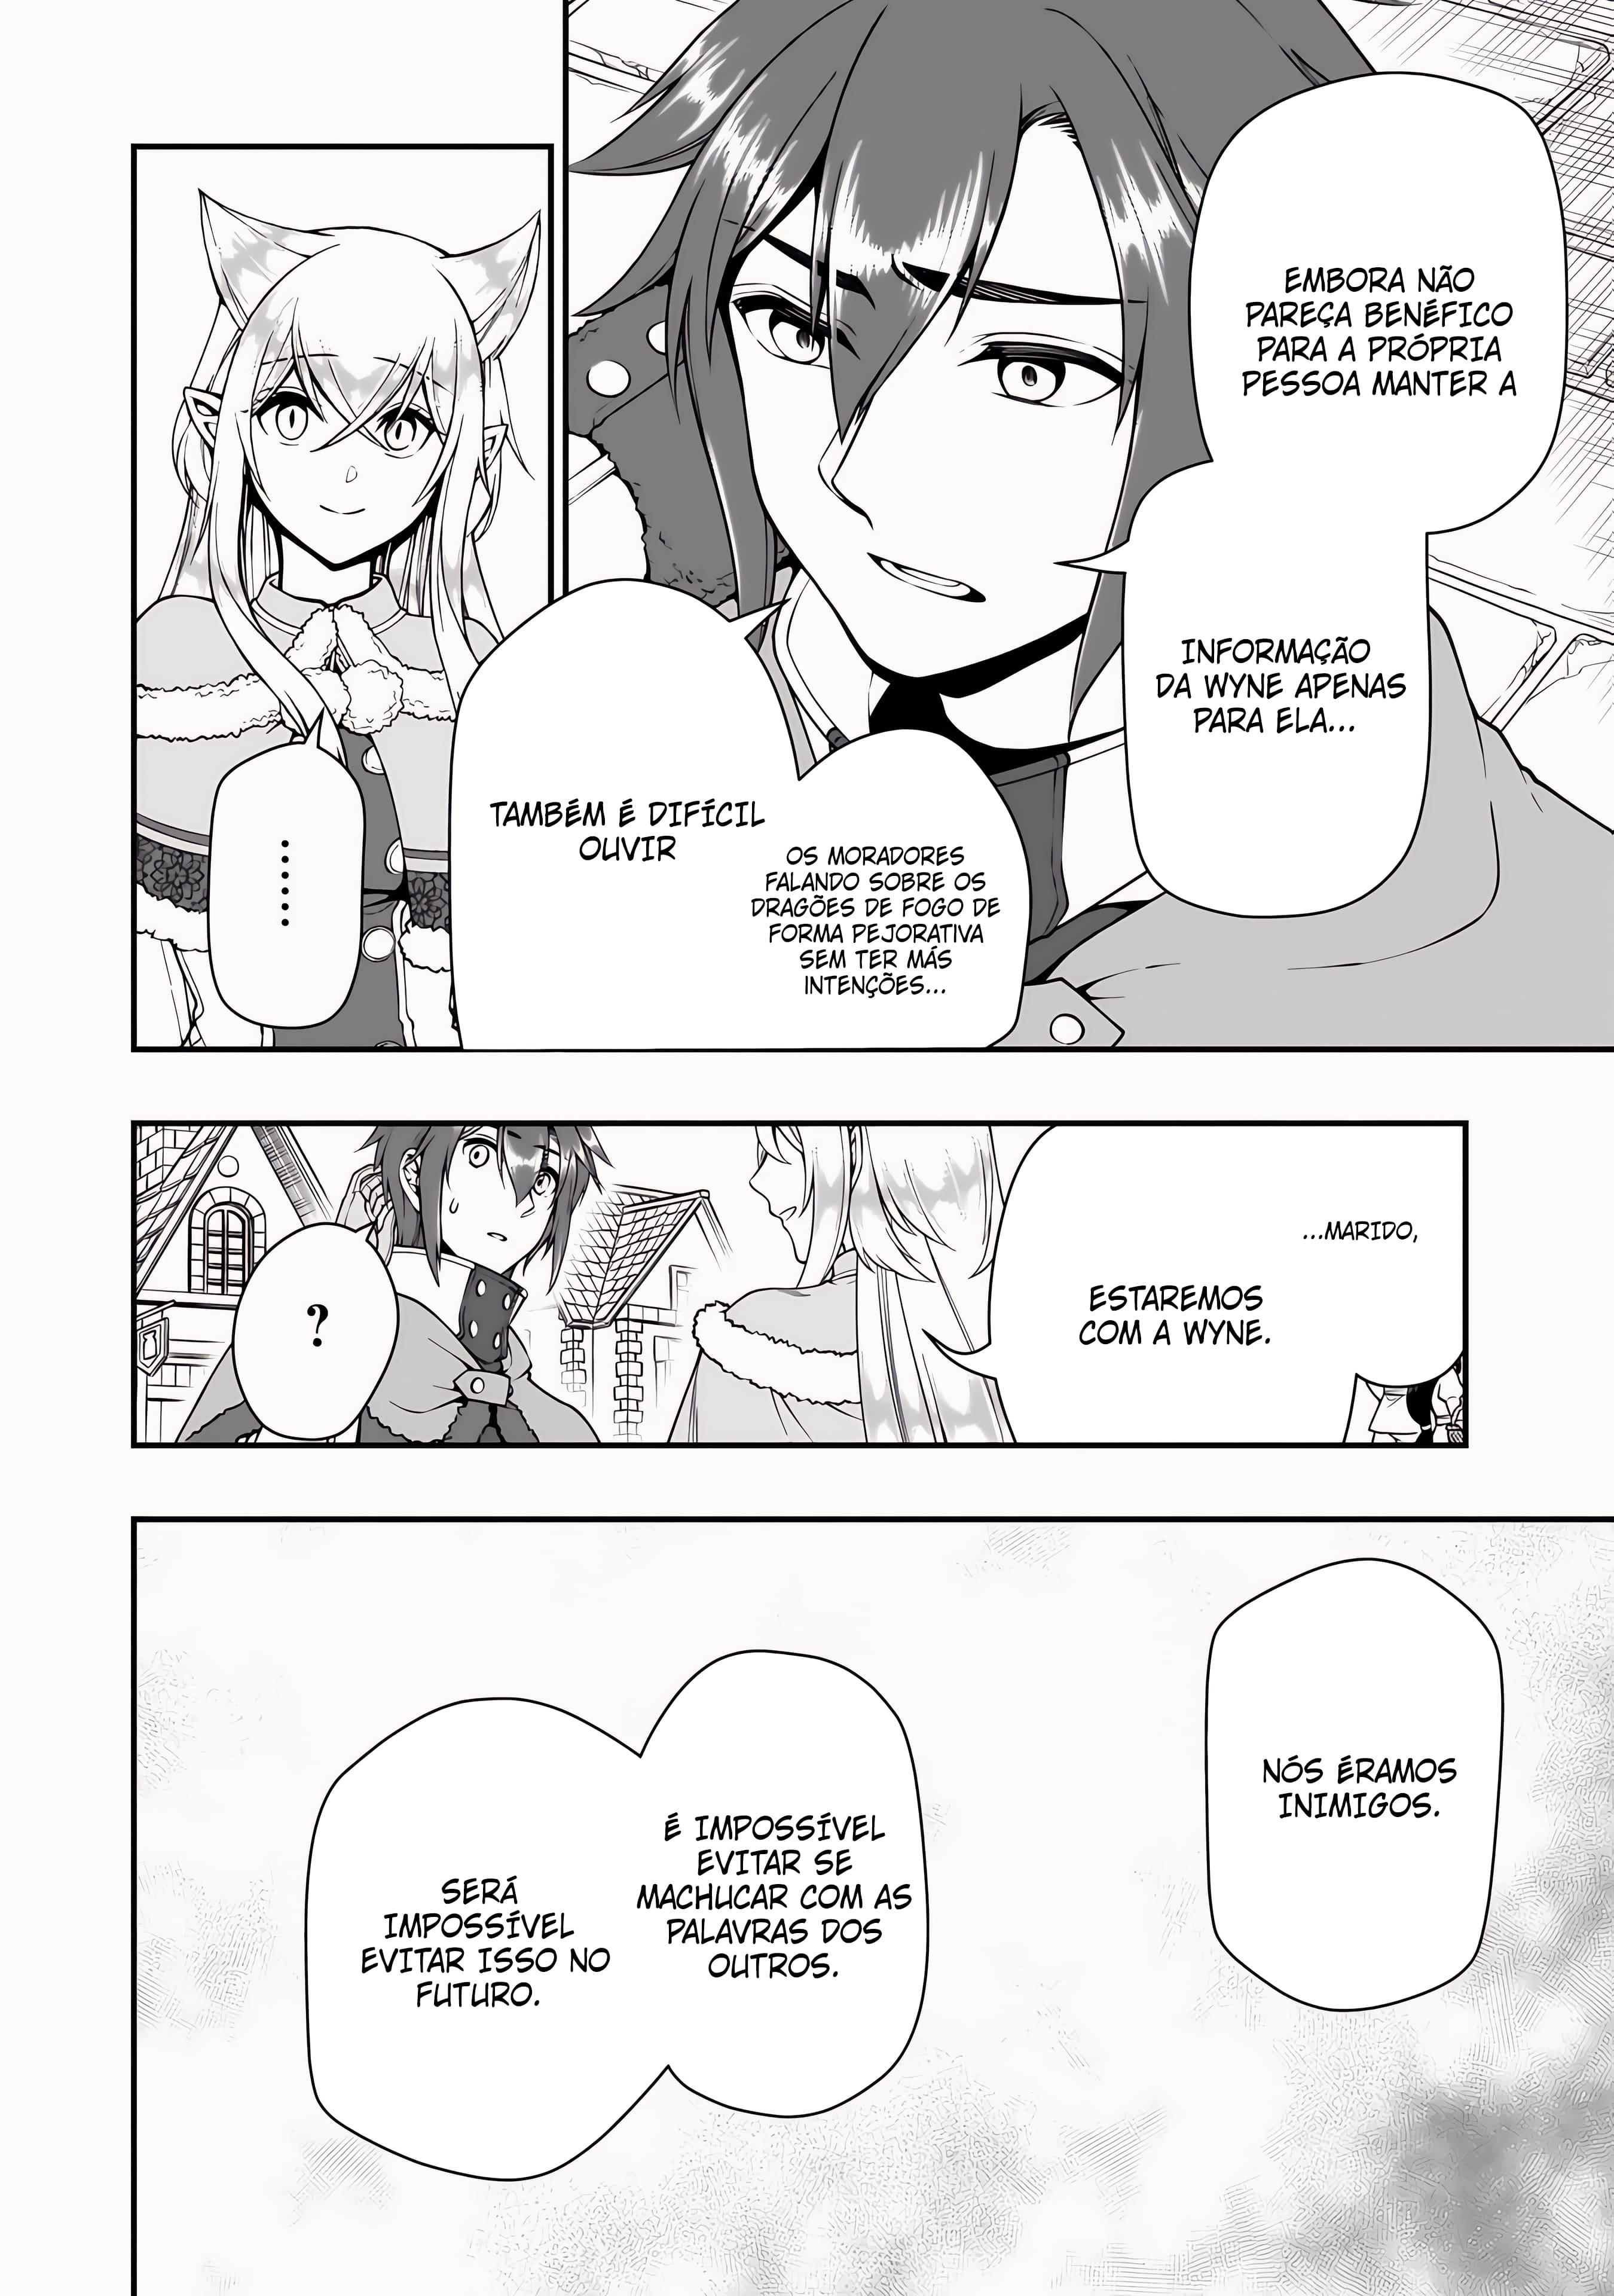 EMBORA NÃO
PAREÇA BENÉFICO
PARA A PRÓPRIA
PESSOA MANTER A
INFORMAÇÃO
DA WYNE APENAS
PARA ELA...
OS MORADORES
FALANDO SOBRE OS
DRAGÕES DE FOGO DE
FORMA PEJORATIVA
SEM TER MÁS
INTENÇÕES...
TAMBÉM É DIFÍCIL
OUVIR
......
...MARIDO,
ESTAREMOS
COM A WYNE.
?
NÓS ÉRAMOS
INIMIGOS.
É IMPOSSÍVEL
EVITAR SE
MACHUCAR COM AS
PALAVRAS DOS
OUTROS.
SERÁ
IMPOSSÍVEL
EVITAR ISSO NO
FUTURO.